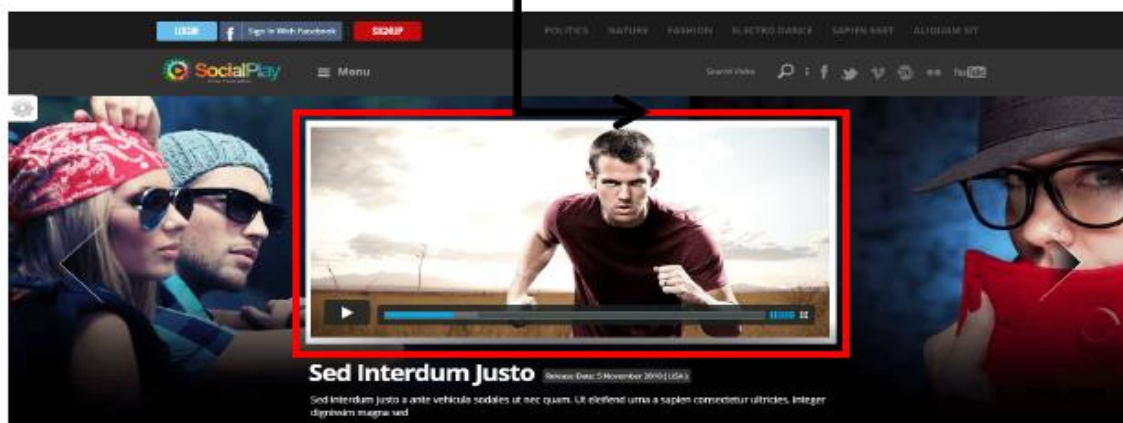 LOGIN
f Sign In With Facebook
SIGNUP
POLITICS NATURE FASHION ELECTRO DANCE SAPIEN EGET ALIQUAM SIT
SocialPlay
Menu
Search Video
You Tube
Sed Interdum Justo
Release Date: 5 November 2010 [ USA ]
Sed interdum justo a ante vehicula sodales ut nec quam. Ut eleifend urna a sapien consectetur ultricies. Integer
dignissim magna sed